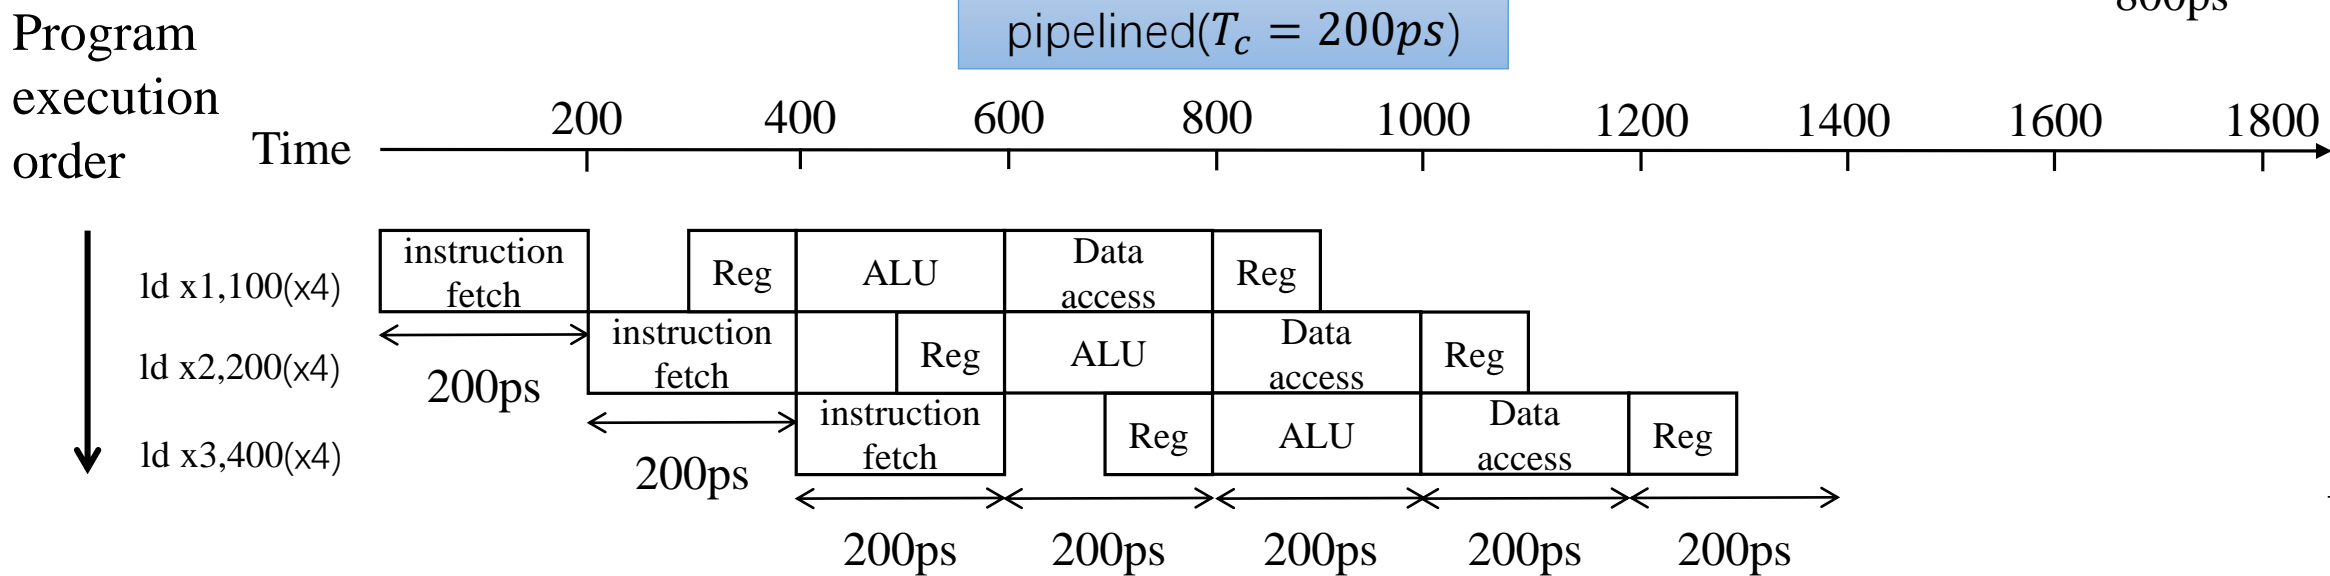 800ps
pipelined(T_c = 200ps)
Program
execution
order
Time
200 400 600 800 1000 1200 1400 1600 1800
ld x1,100(x4)
instruction
fetch
Reg
ALU
Data
access
Reg
200ps
ld x2,200(x4)
instruction
fetch
Reg
ALU
Data
access
Reg
200ps
ld x3,400(x4)
instruction
fetch
Reg
ALU
Data
access
Reg
200ps 200ps 200ps 200ps 200ps